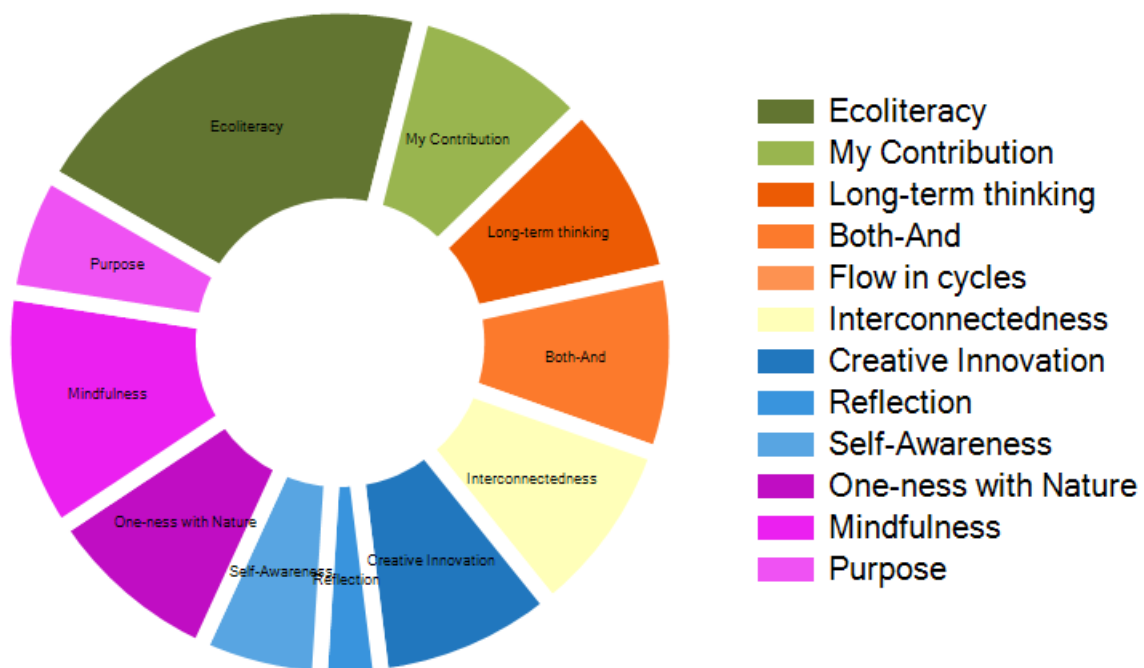 Ecoliteracy
My Contribution
Long-term thinking
Both-And
Interconnectedness
Creative Innovation
Reflection
Self-Awareness
One-ness with Nature
Mindfulness
Purpose
Ecoliteracy
My Contribution
Long-term thinking
Both-And
Flow in cycles
Interconnectedness
Creative Innovation
Reflection
Self-Awareness
One-ness with Nature
Mindfulness
Purpose